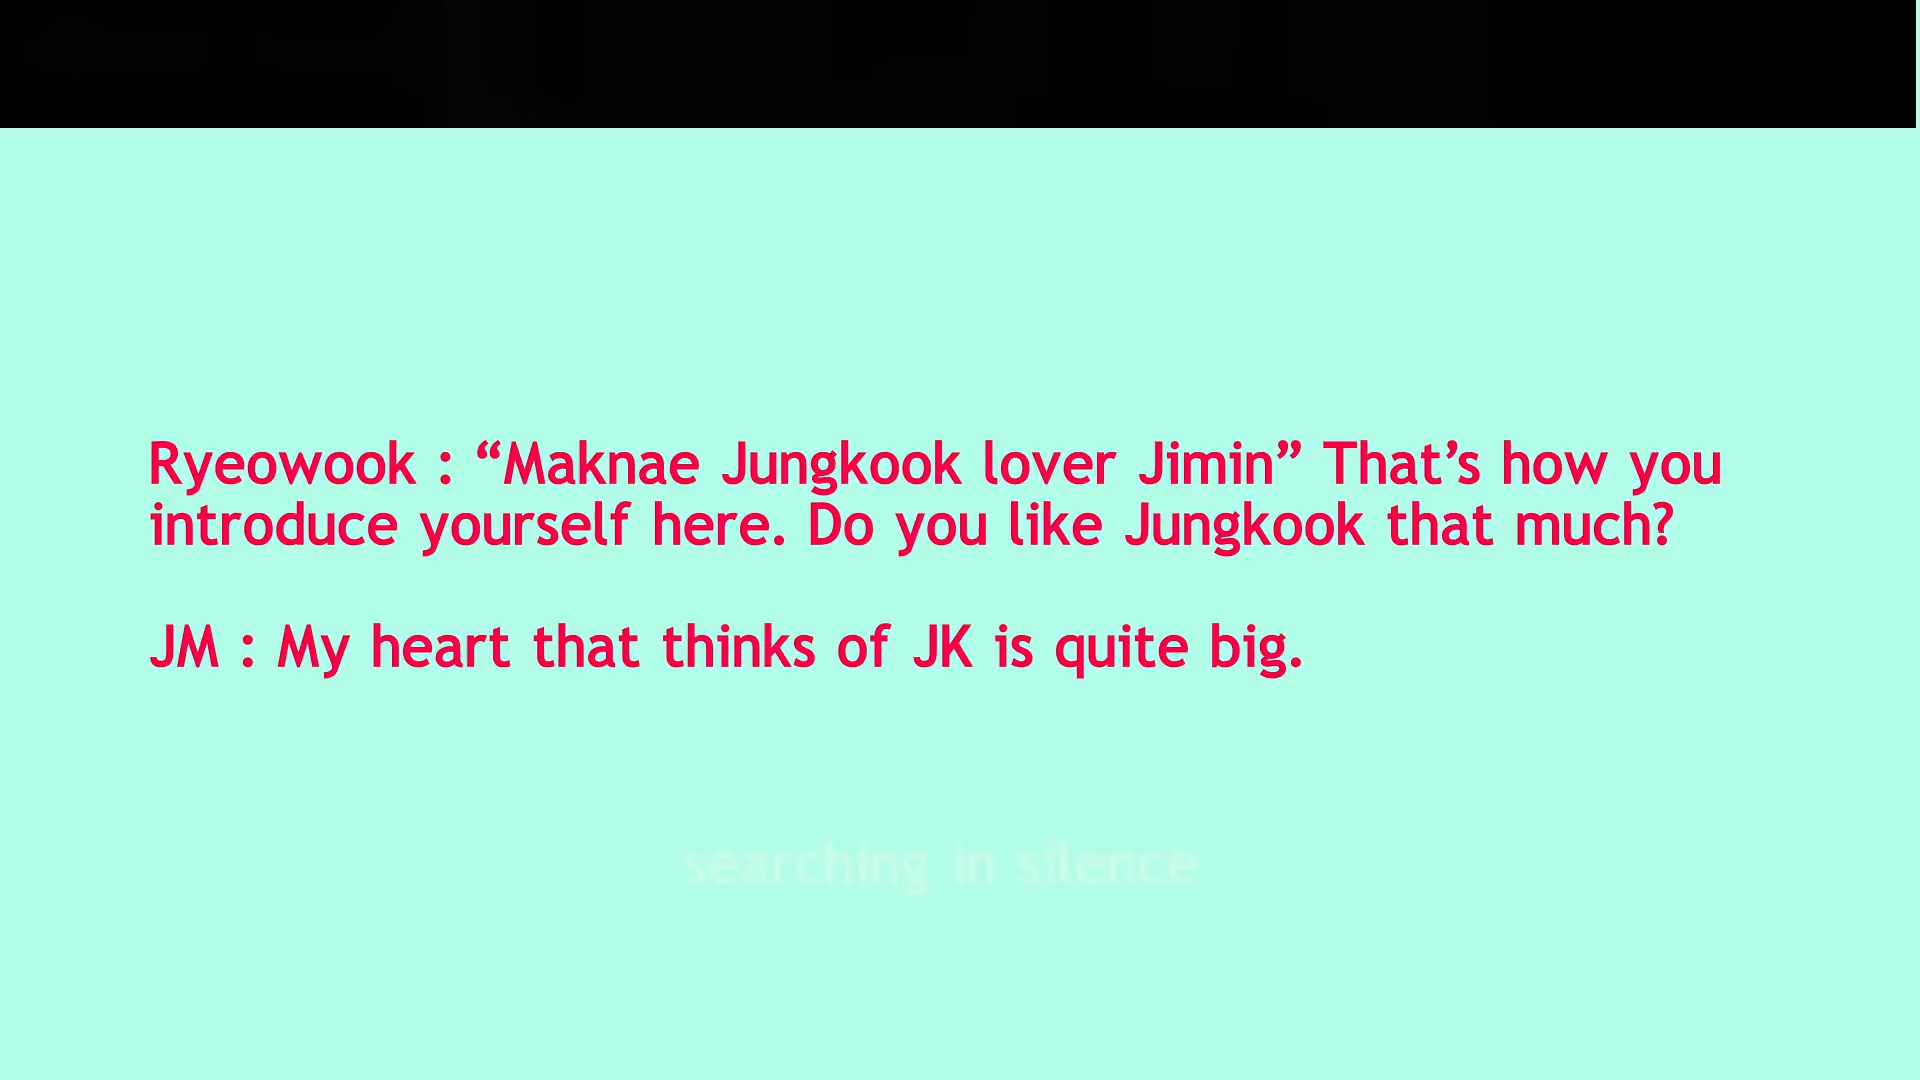 Ryeowook : “Maknae Jungkook lover Jimin” That’s how you
introduce yourself here. Do you like Jungkook that much?
JM : My heart that thinks of JK is quite big.
searching in silence